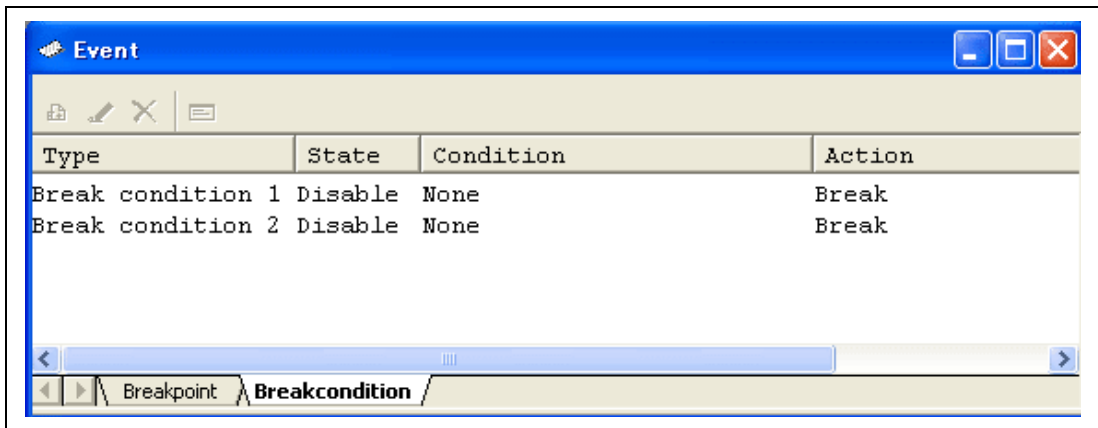 Event
Type State Condition Action
Break condition 1 Disable None Break
Break condition 2 Disable None Break
Breakpoint Breakcondition